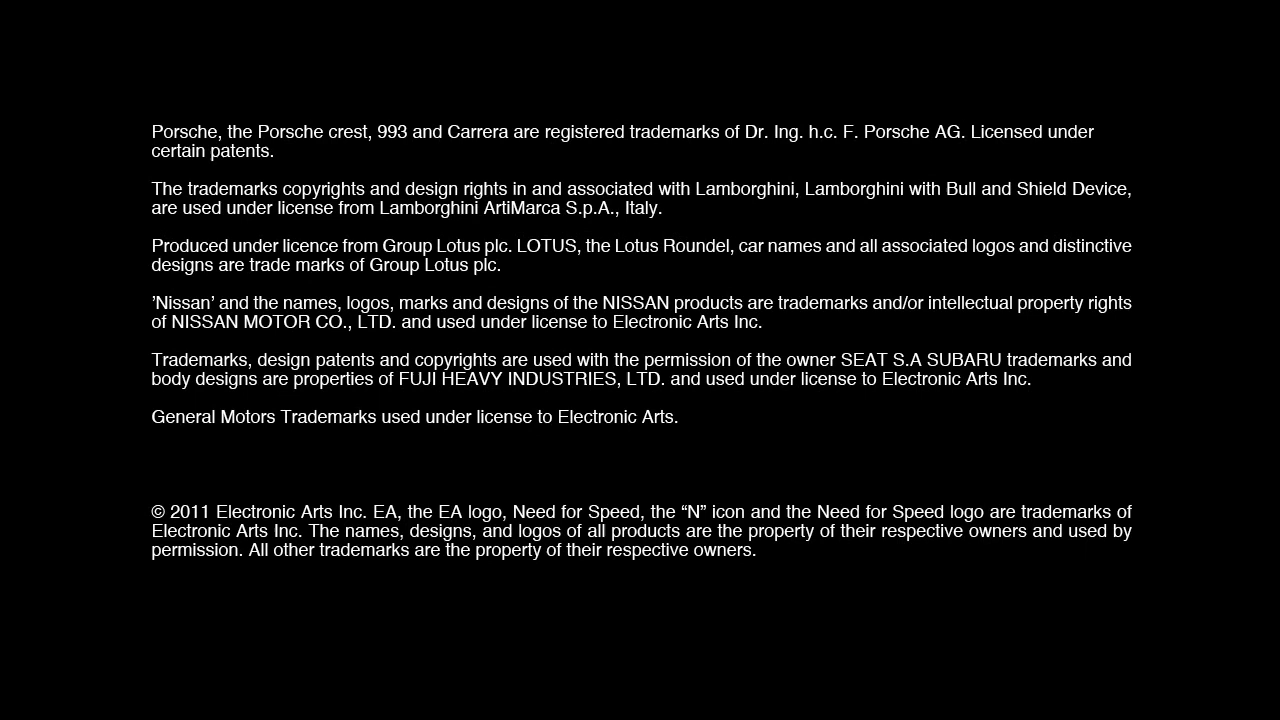 Porsche, the Porsche crest, 993 and Carrera are registered trademarks of Dr. Ing. h.c. F. Porsche AG. Licensed under
certain patents.
The trademarks copyrights and design rights in and associated with Lamborghini, Lamborghini with Bull and Shield Device,
are used under license from Lamborghini ArtiMarca S.p.A., Italy.
Produced under licence from Group Lotus plc. LOTUS, the Lotus Roundel, car names and all associated logos and distinctive
designs are trade marks of Group Lotus plc.
’Nissan’ and the names, logos, marks and designs of the NISSAN products are trademarks and/or intellectual property rights
of NISSAN MOTOR CO., LTD. and used under license to Electronic Arts Inc.
Trademarks, design patents and copyrights are used with the permission of the owner SEAT S.A SUBARU trademarks and
body designs are properties of FUJI HEAVY INDUSTRIES, LTD. and used under license to Electronic Arts Inc.
General Motors Trademarks used under license to Electronic Arts.
© 2011 Electronic Arts Inc. EA, the EA logo, Need for Speed, the “N” icon and the Need for Speed logo are trademarks of
Electronic Arts Inc. The names, designs, and logos of all products are the property of their respective owners and used by
permission. All other trademarks are the property of their respective owners.